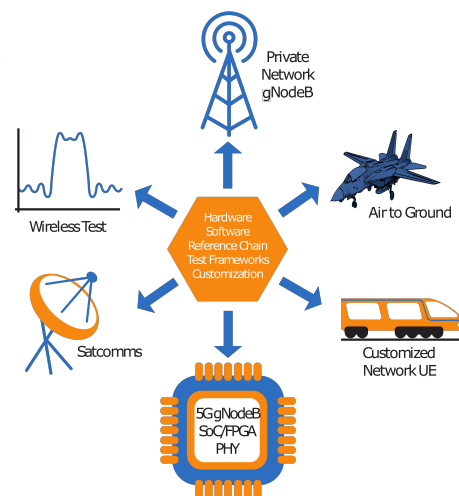 Private
Network
gNodeB
Wireless Test
Hardware
Software
Reference Chain
Test Frameworks
Customization
Air to Ground
Satcomms
Customized
Network UE
5G gNodeB
SoC/FPGA
PHY